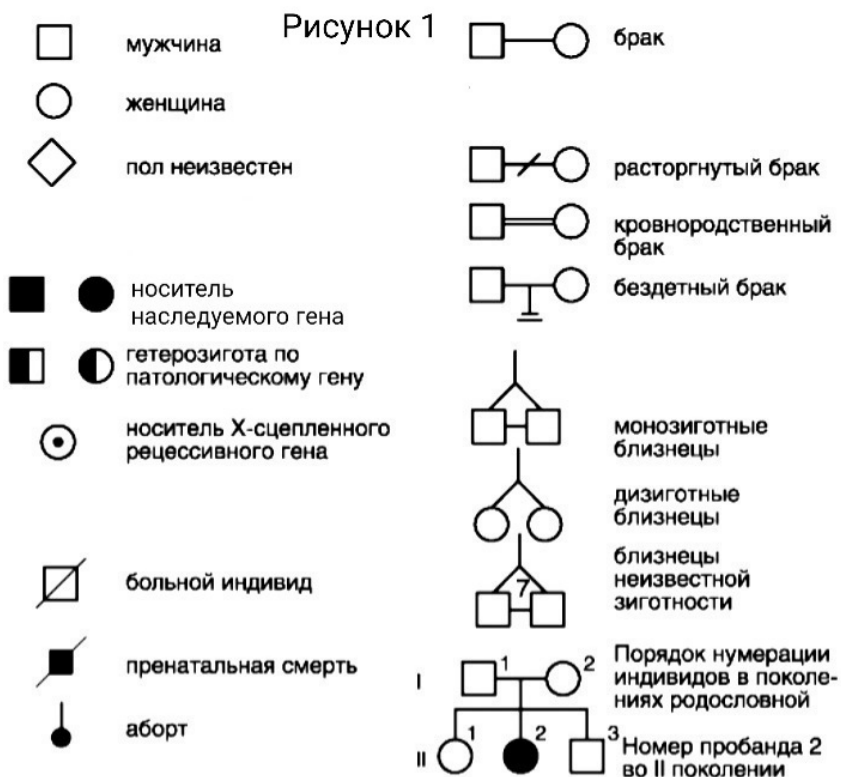 Рисунок 1
мужчина
женщина
пол неизвестен
носитель
наследуемого гена
гетерозигота по
патологическому гену
носитель X-сцепленного
рецессивного гена
больной индивид
пренатальная смерть
аборт
брак
расторгнутый брак
кровнородственный
брак
бездетный брак
монозиготные
близнецы
дизиготные
близнецы
7
близнецы
неизвестной
зиготности
I
1
2
Порядок нумерации
индивидов в поколе-
ниях родословной
II
1
2
3
Номер пробанда 2
во II поколении